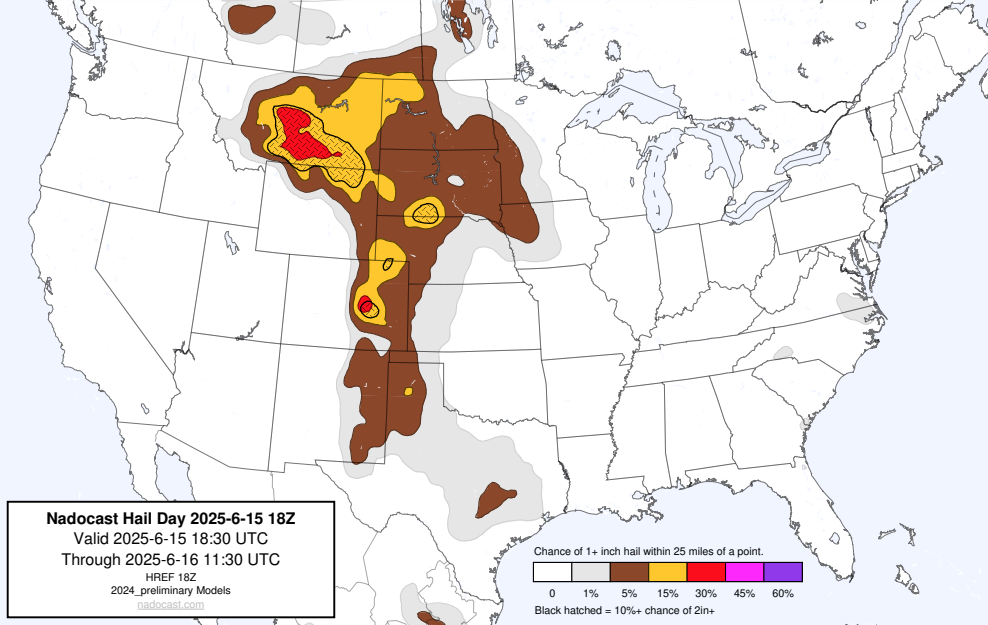 Nadocast Hail Day 2025-6-15 18Z
Valid 2025-6-15 18:30 UTC
Through 2025-6-16 11:30 UTC
HREF 18Z
2024_preliminary Models
nadocast.com
Chance of 1+ inch hail within 25 miles of a point.
0 1% 5% 15% 30% 45% 60%
Black hatched = 10%+ chance of 2in+